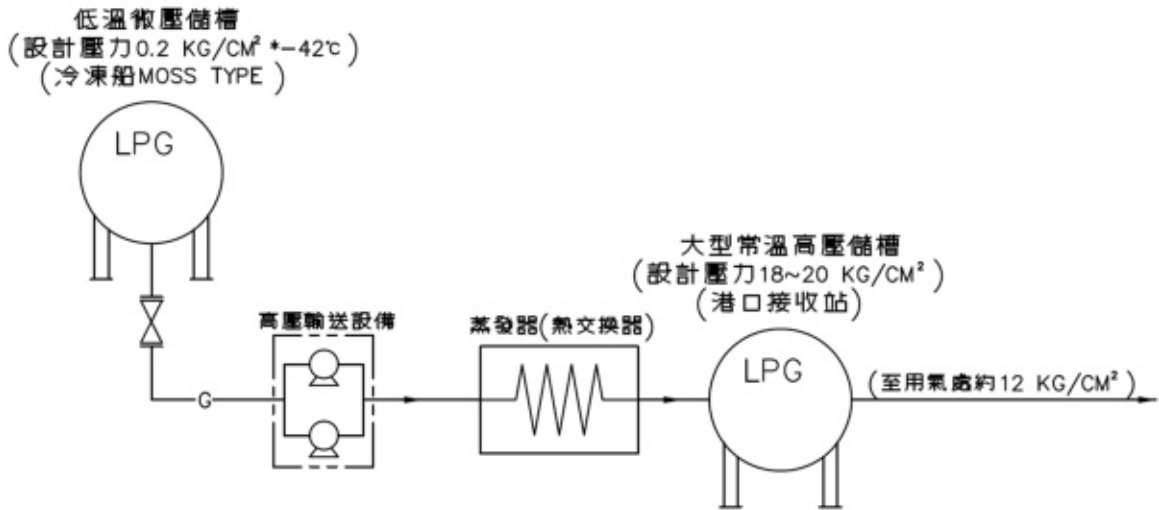 低溫微壓儲槽
(設計壓力0.2 KG/CM² *-42℃)
(冷凍船MOSS TYPE )
LPG
大型常溫高壓儲槽
(設計壓力18~20 KG/CM²)
(港口接收站)
高壓輸送設備
蒸發器(熱交換器)
LPG
(至用氣處約12 KG/CM²)
G